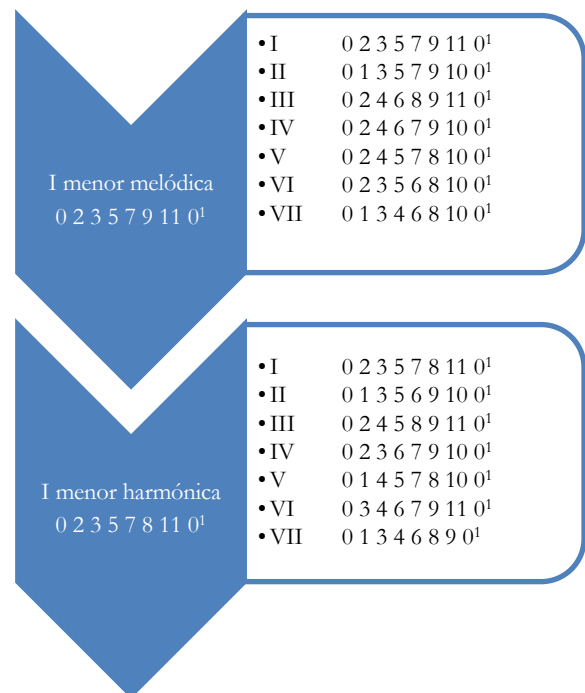 I menor melódica
0 2 3 5 7 9 11 0¹
• I 0 2 3 5 7 9 11 0¹
• II 0 1 3 5 7 9 10 0¹
• III 0 2 4 6 8 9 11 0¹
• IV 0 2 4 6 7 9 10 0¹
• V 0 2 4 5 7 8 10 0¹
• VI 0 2 3 5 6 8 10 0¹
• VII 0 1 3 4 6 8 10 0¹
I menor harmónica
0 2 3 5 7 8 11 0¹
• I 0 2 3 5 7 8 11 0¹
• II 0 1 3 5 6 9 10 0¹
• III 0 2 4 5 8 9 11 0¹
• IV 0 2 3 6 7 9 10 0¹
• V 0 1 4 5 7 8 10 0¹
• VI 0 3 4 6 7 9 11 0¹
• VII 0 1 3 4 6 8 9 0¹